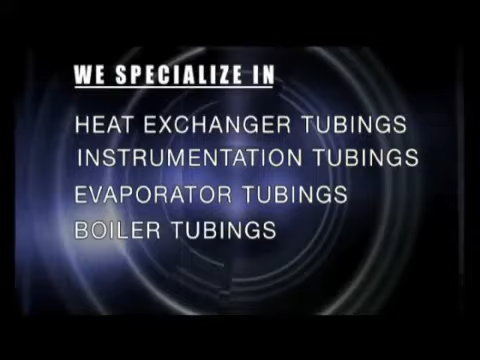 WE SPECIALIZE IN
HEAT EXCHANGER TUBINGS
INSTRUMENTATION TUBINGS
EVAPORATOR TUBINGS
BOILER TUBINGS